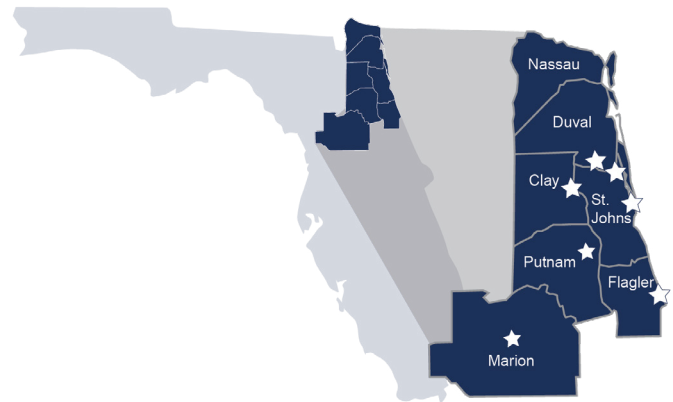 Nassau
Duval
Clay
St.
Johns
Putnam
Flagler
Marion